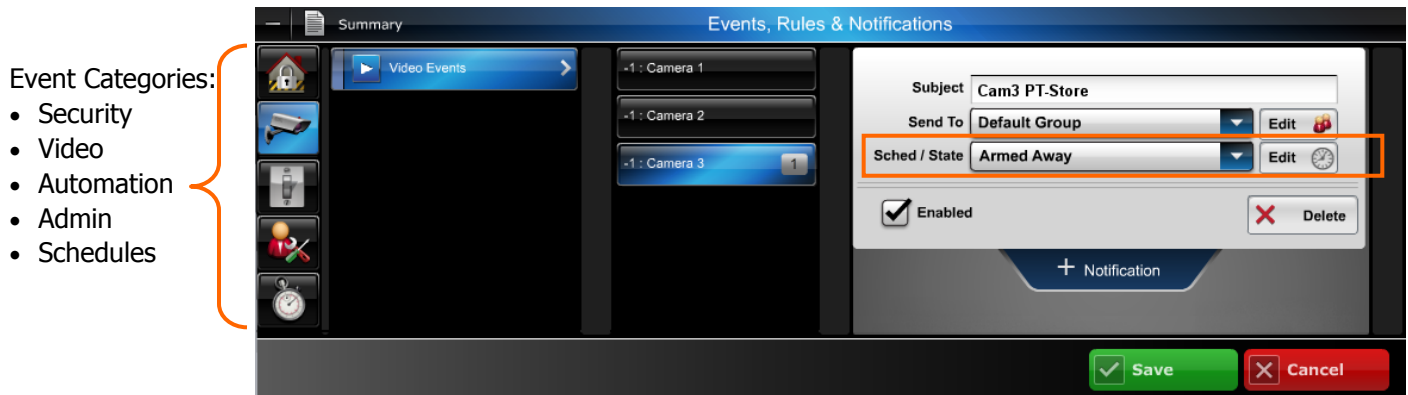 Event Categories:
• Security
• Video
• Automation
• Admin
• Schedules
Summary
Events, Rules & Notifications
Video Events
-1 : Camera 1
-1 : Camera 2
-1 : Camera 3 1
Subject Cam3 PT-Store
Send To Default Group Edit
Sched / State Armed Away Edit
Enabled
Delete
+ Notification
Save
Cancel